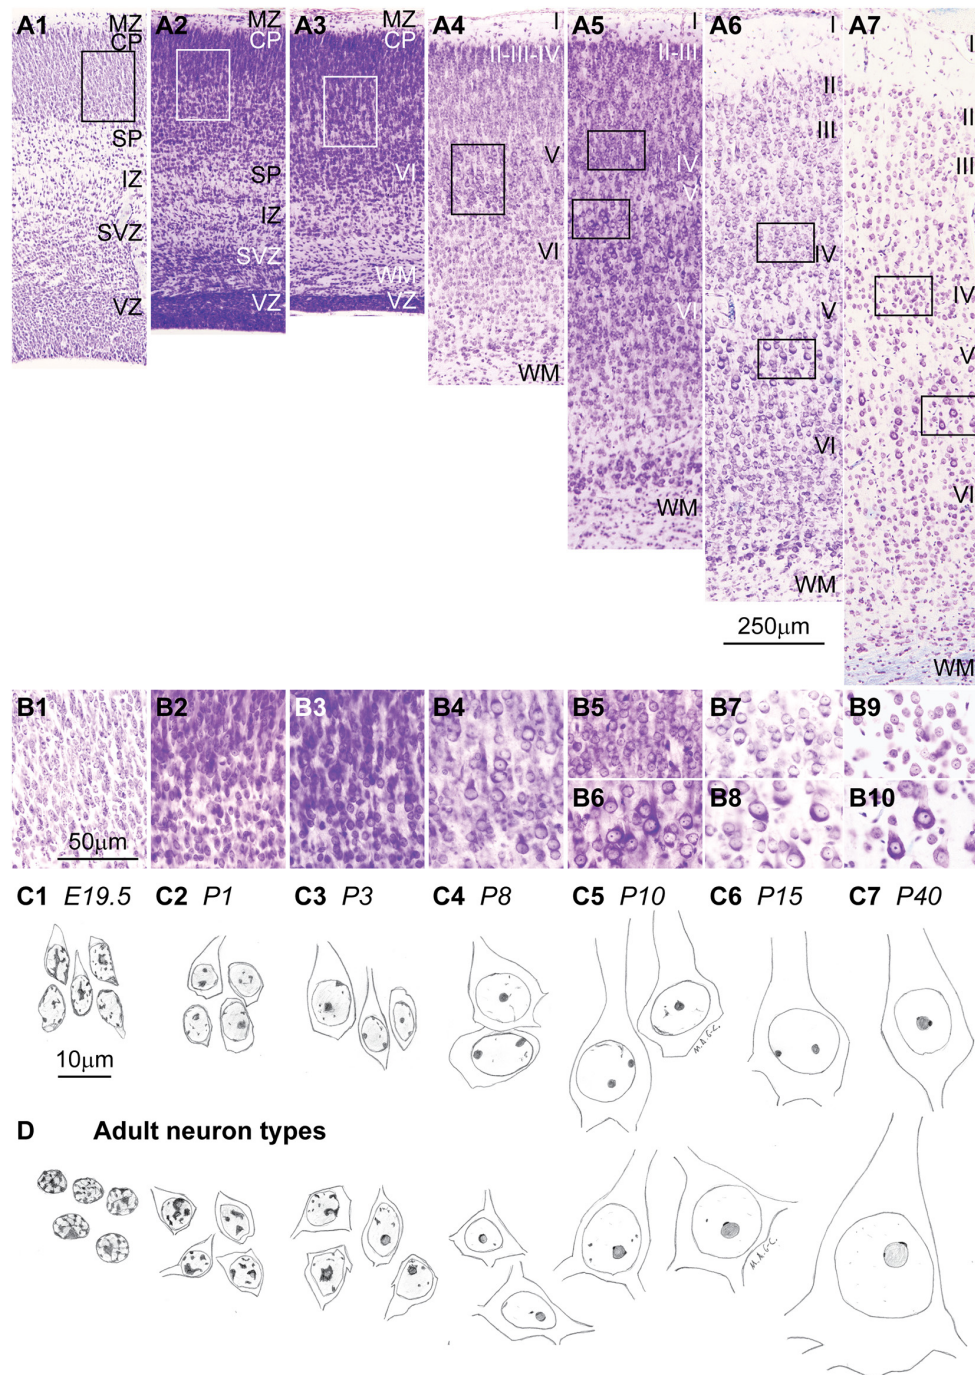 A1 MZ CP SP IZ SVZ VZ
A2 MZ CP SP IZ SVZ VZ
A3 MZ CP VI WM VZ
A4 I II-III-IV V VI WM
A5 I II-III IV V VI WM
A6 I II III IV V VI WM
A7 I II III IV V VI WM
250µm
B1 B2 B3 B4 B5 B7 B9
B6 B8 B10
50µm
C1 E19.5 C2 P1 C3 P3 C4 P8 C5 P10 C6 P15 C7 P40
M.A.G-C.
10µm
D Adult neuron types
M.A.G-C.